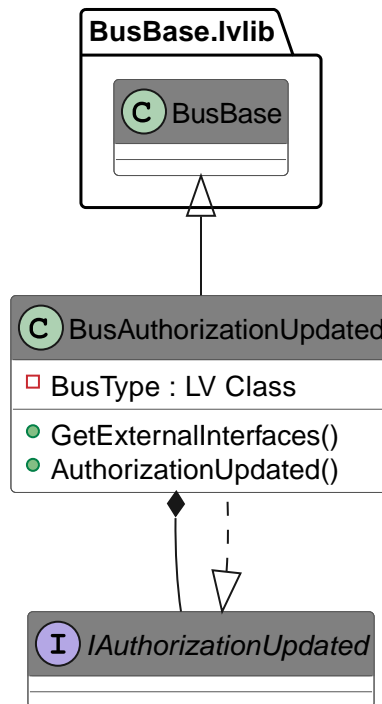 BusBase.lvlib
C BusBase
C BusAuthorizationUpdated
BusType : LV Class
GetExternalInterfaces()
AuthorizationUpdated()
I IAuthorizationUpdated